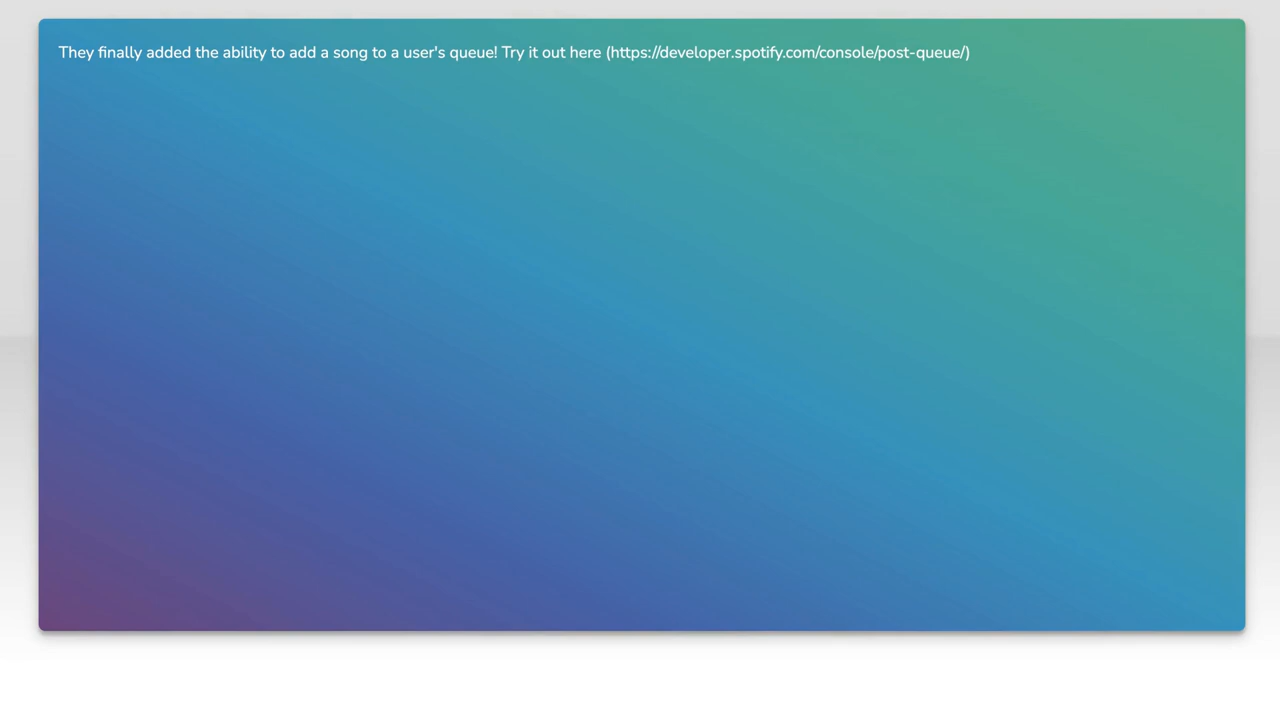 They finally added the ability to add a song to a user's queue! Try it out here (https://developer.spotify.com/console/post-queue/)